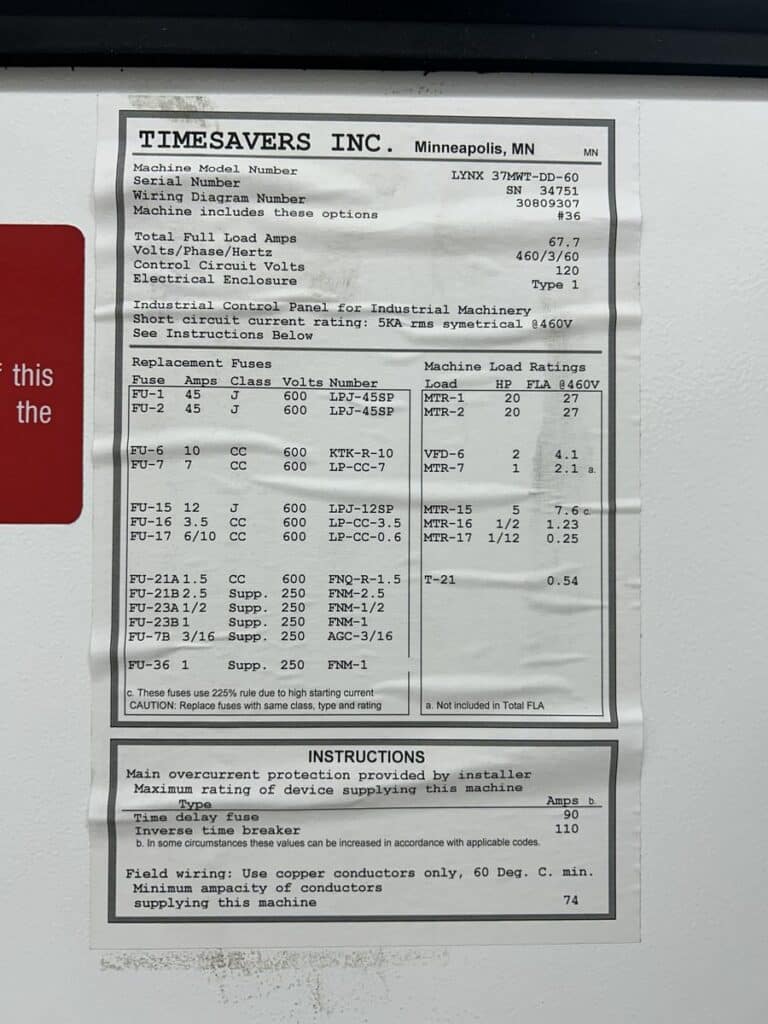 TIMESAVERS INC. Minneapolis, MN MN
Machine Model Number LYNX 37MWT-DD-60
Serial Number SN 34751
Wiring Diagram Number 30809307
Machine includes these options #36
Total Full Load Amps 67.7
Volts/Phase/Hertz 460/3/60
Control Circuit Volts 120
Electrical Enclosure Type 1
Industrial Control Panel for Industrial Machinery
Short circuit current rating: 5KA rms symetrical @460V
See Instructions Below
this
the
Replacement Fuses
Fuse Amps Class Volts Number
FU-1 45 J 600 LPJ-45SP
FU-2 45 J 600 LPJ-45SP
FU-6 10 CC 600 KTK-R-10
FU-7 7 CC 600 LP-CC-7
FU-15 12 J 600 LPJ-12SP
FU-16 3.5 CC 600 LP-CC-3.5
FU-17 6/10 CC 600 LP-CC-0.6
FU-21A 1.5 CC 600 FNQ-R-1.5
FU-21B 2.5 Supp. 250 FNM-2.5
FU-23A 1/2 Supp. 250 FNM-1/2
FU-23B 1 Supp. 250 FNM-1
FU-7B 3/16 Supp. 250 AGC-3/16
FU-36 1 Supp. 250 FNM-1
c. These fuses use 225% rule due to high starting current
CAUTION: Replace fuses with same class, type and rating
Machine Load Ratings
Load HP FLA @460V
MTR-1 20 27
MTR-2 20 27
VFD-6 2 4.1
MTR-7 1 2.1 a.
MTR-15 5 7.6 c.
MTR-16 1/2 1.23
MTR-17 1/12 0.25
T-21 0.54
a. Not included in Total FLA
INSTRUCTIONS
Main overcurrent protection provided by installer
Maximum rating of device supplying this machine
Type Amps b.
Time delay fuse 90
Inverse time breaker 110
b. In some circumstances these values can be increased in accordance with applicable codes.
Field wiring: Use copper conductors only, 60 Deg. C. min.
Minimum ampacity of conductors
supplying this machine 74